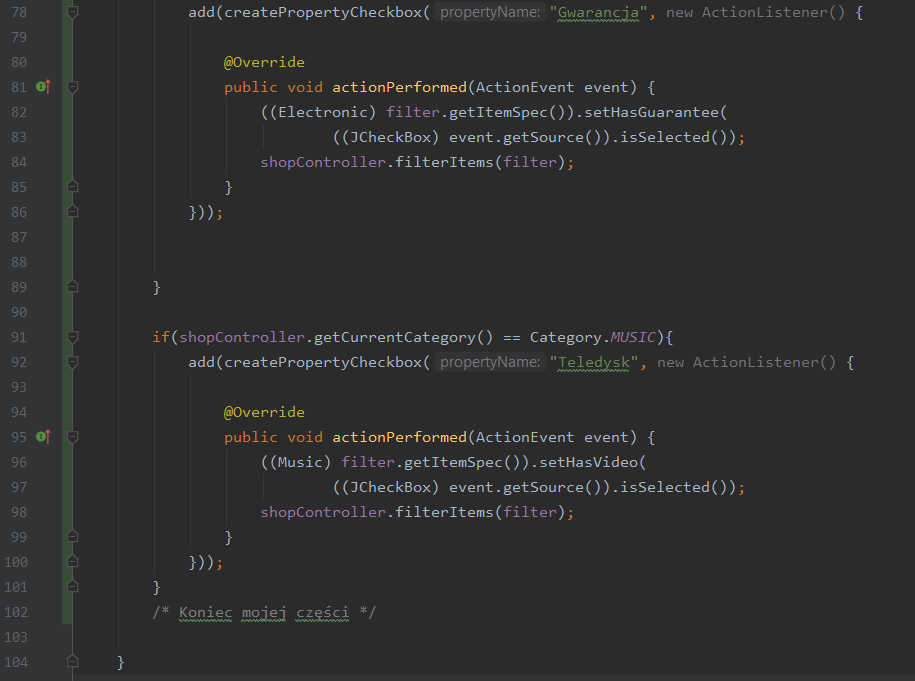 78 add(createPropertyCheckbox( propertyName: "Gwarancja", new ActionListener() {
79
80 @Override
81 public void actionPerformed(ActionEvent event) {
82 ((Electronic) filter.getItemSpec()).setHasGuarantee(
83 ((JCheckBox) event.getSource()).isSelected());
84 shopController.filterItems(filter);
85 }
86 }));
87
88
89 }
90
91 if(shopController.getCurrentCategory() == Category.MUSIC){
92 add(createPropertyCheckbox( propertyName: "Teledysk", new ActionListener() {
93
94 @Override
95 public void actionPerformed(ActionEvent event) {
96 ((Music) filter.getItemSpec()).setHasVideo(
97 ((JCheckBox) event.getSource()).isSelected());
98 shopController.filterItems(filter);
99 }
100 }));
101 }
102 /* Koniec mojej części */
103
104 }